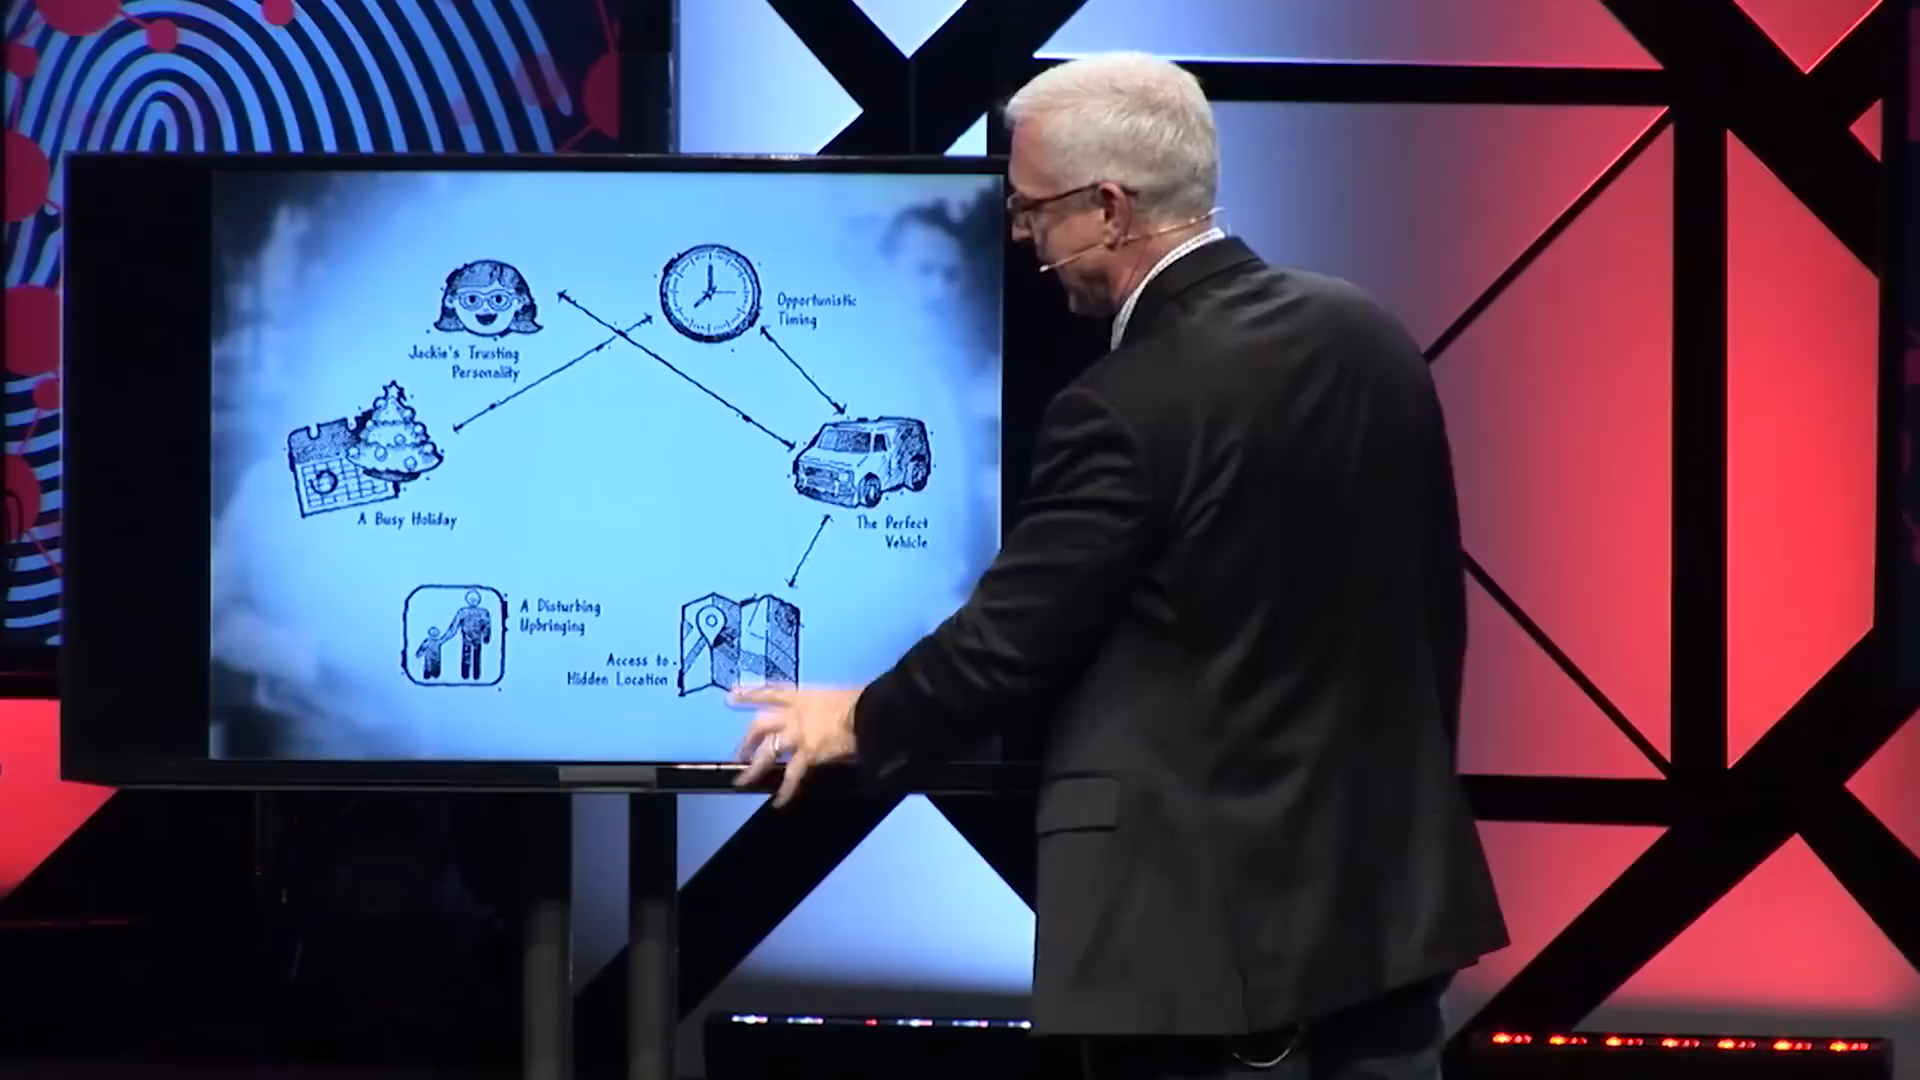 Opportunistic
Timing
Jackie's Trusting
Personality
A Busy Holiday
The Perfect
Vehicle
A Disturbing
Upbringing
Access to
Hidden Location